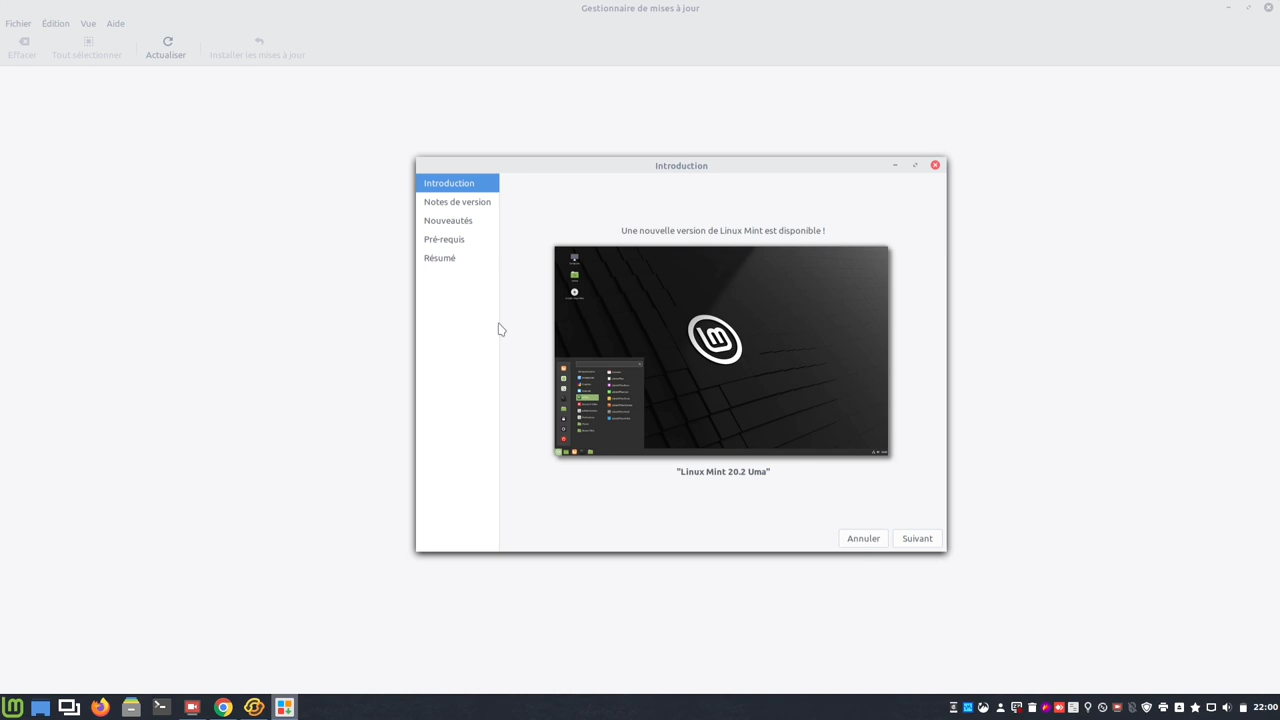 Gestionnaire de mises à jour
Fichier Édition Vue Aide
Effacer Tout sélectionner Actualiser Installer les mises à jour
Introduction
Introduction
Notes de version
Nouveautés
Pré-requis
Résumé
Une nouvelle version de Linux Mint est disponible !
"Linux Mint 20.2 Uma"
Annuler Suivant
22:00